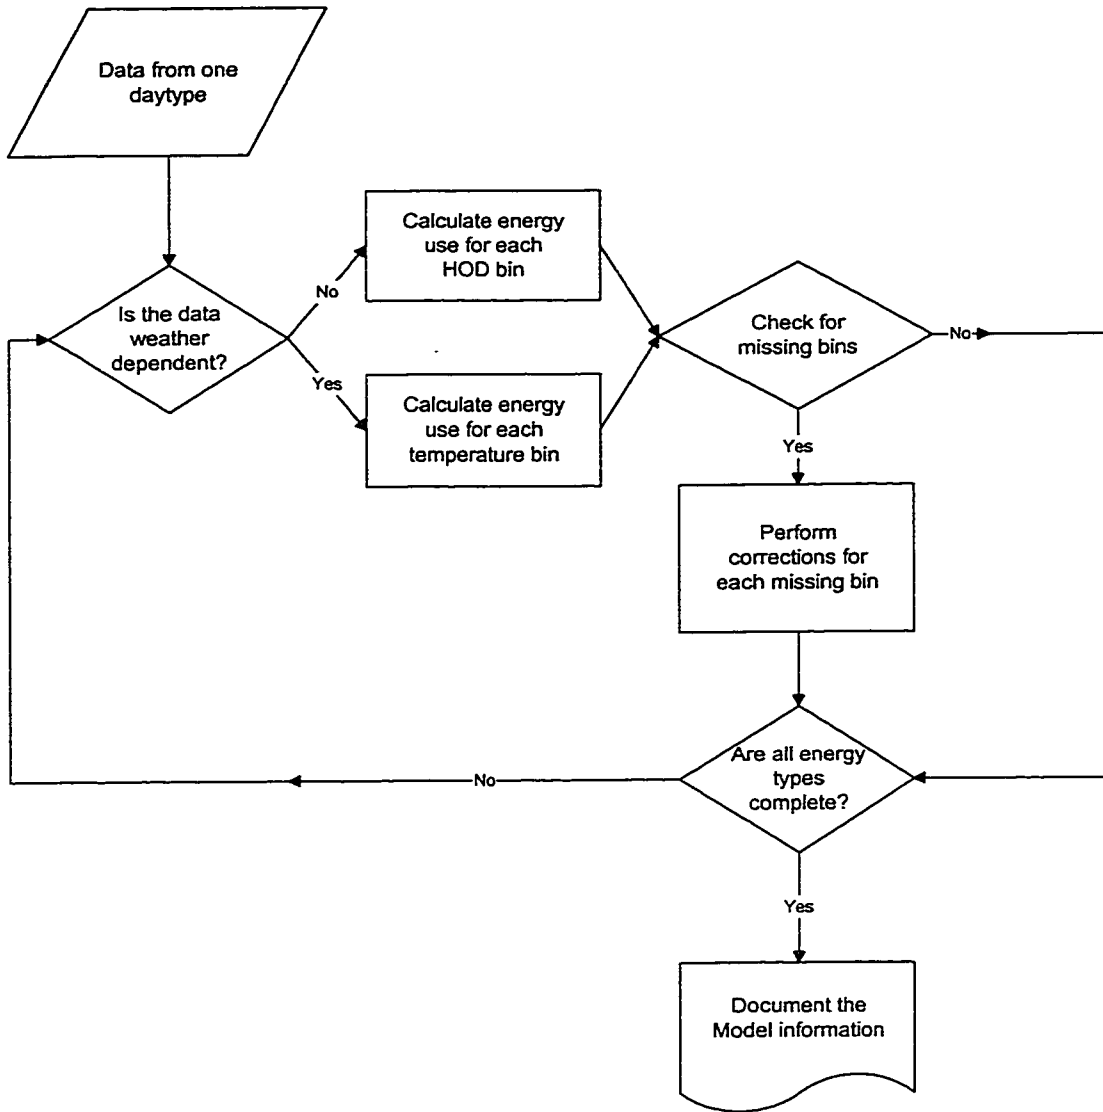 Data from one
daytype
Is the data
weather
dependent?
No
Yes
Calculate energy
use for each
HOD bin
Calculate energy
use for each
temperature bin
Check for
missing bins
No
Yes
Perform
corrections for
each missing bin
Are all energy
types
complete?
No
Yes
Document the
Model information